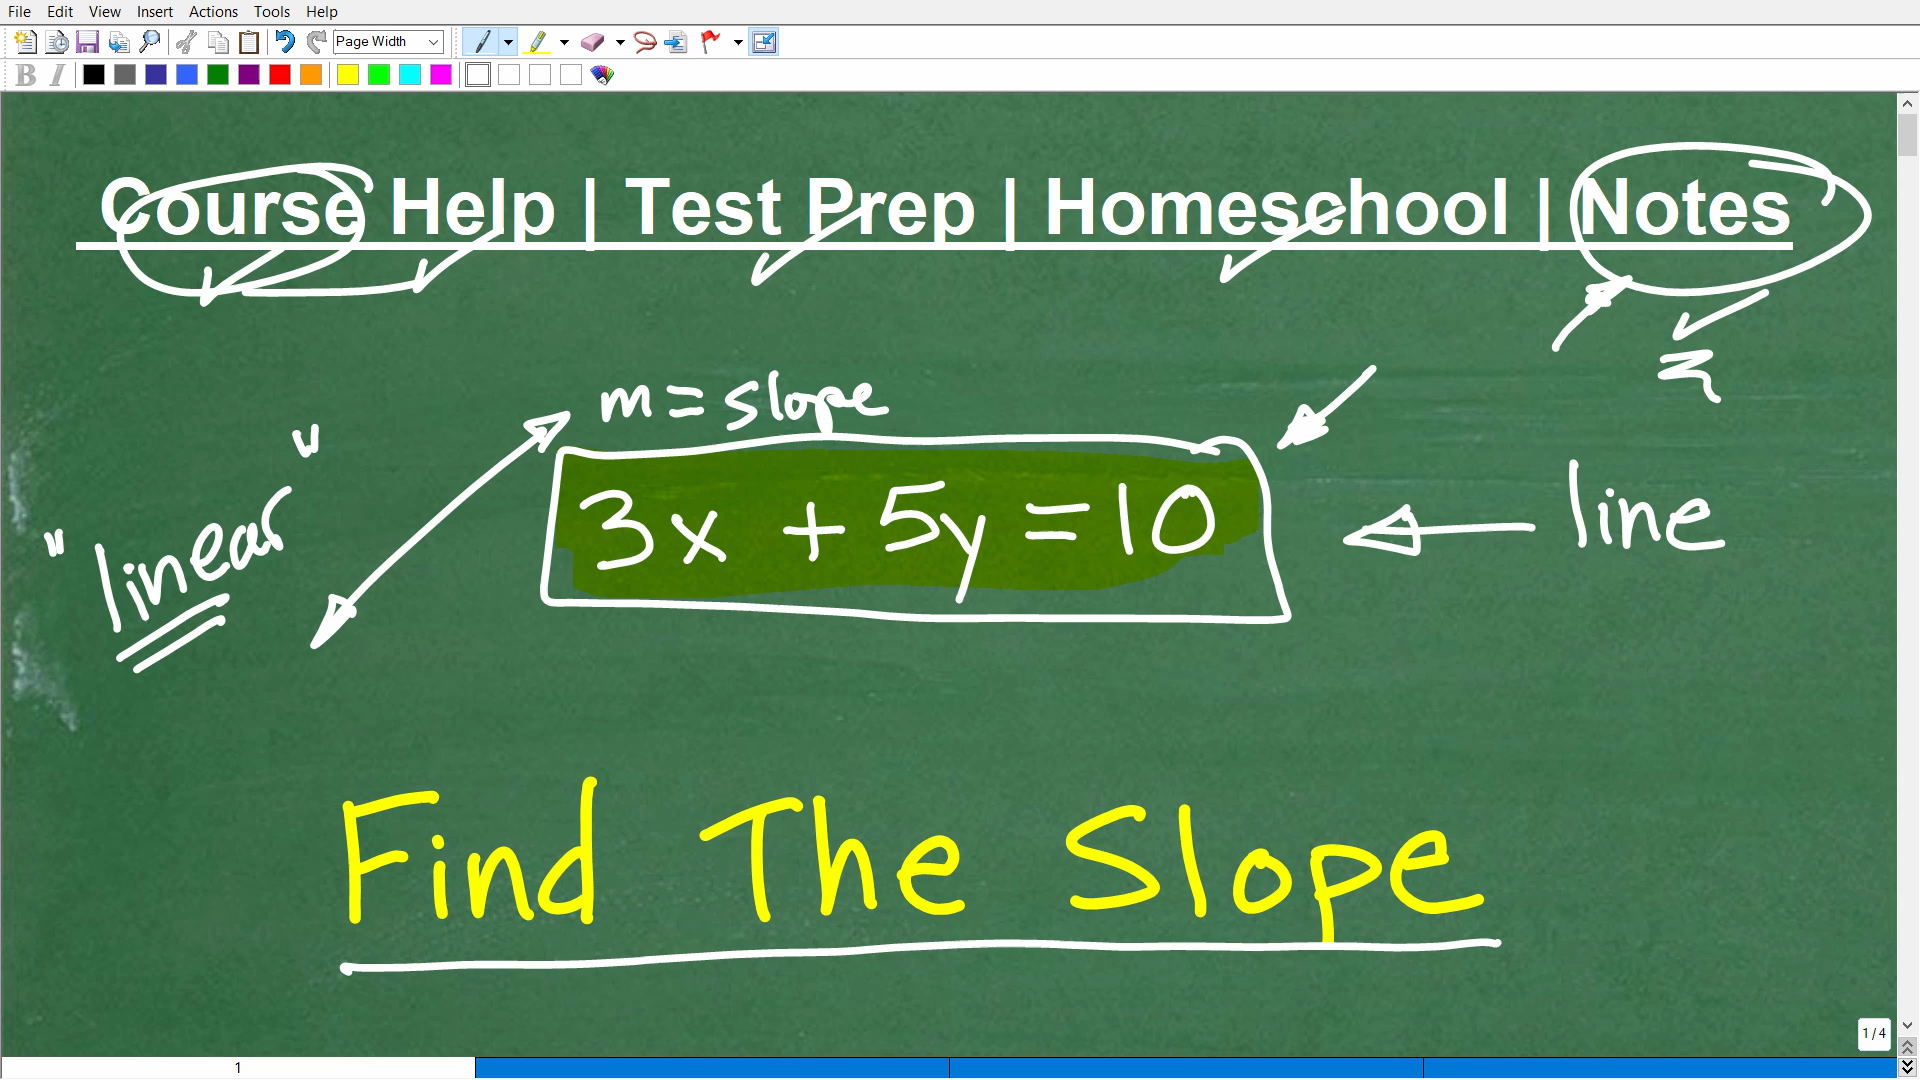 File Edit View Insert Actions Tools Help
Page Width
B I
Course Help | Test Prep | Homeschool | Notes
m = slope
"linear"
3x + 5y = 10
line
Find The Slope
1 / 4
1